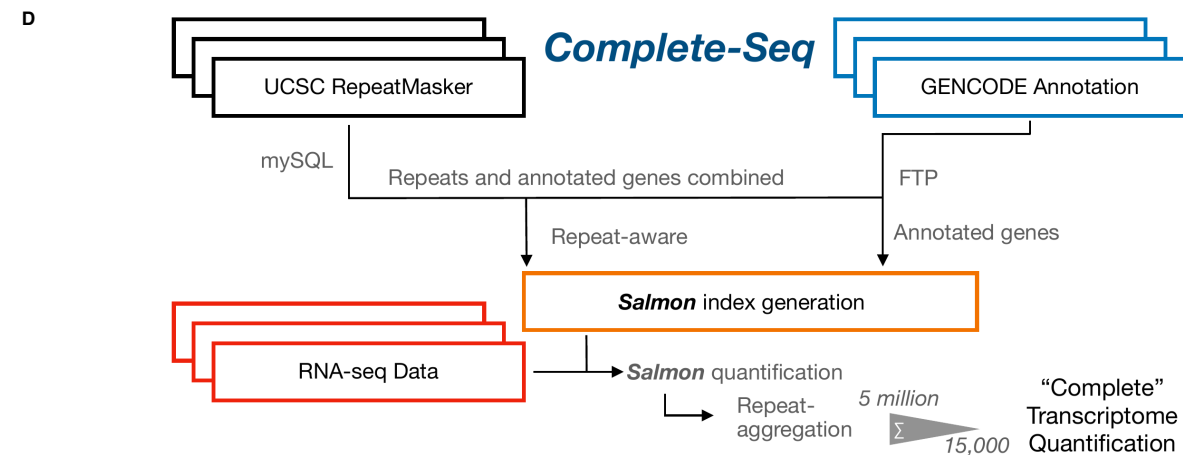 D
Complete-Seq
UCSC RepeatMasker
GENCODE Annotation
mySQL
Repeats and annotated genes combined
FTP
Repeat-aware
Annotated genes
Salmon index generation
RNA-seq Data
Salmon quantification
Repeat-
aggregation
5 million
∑
15,000
“Complete”
Transcriptome
Quantification